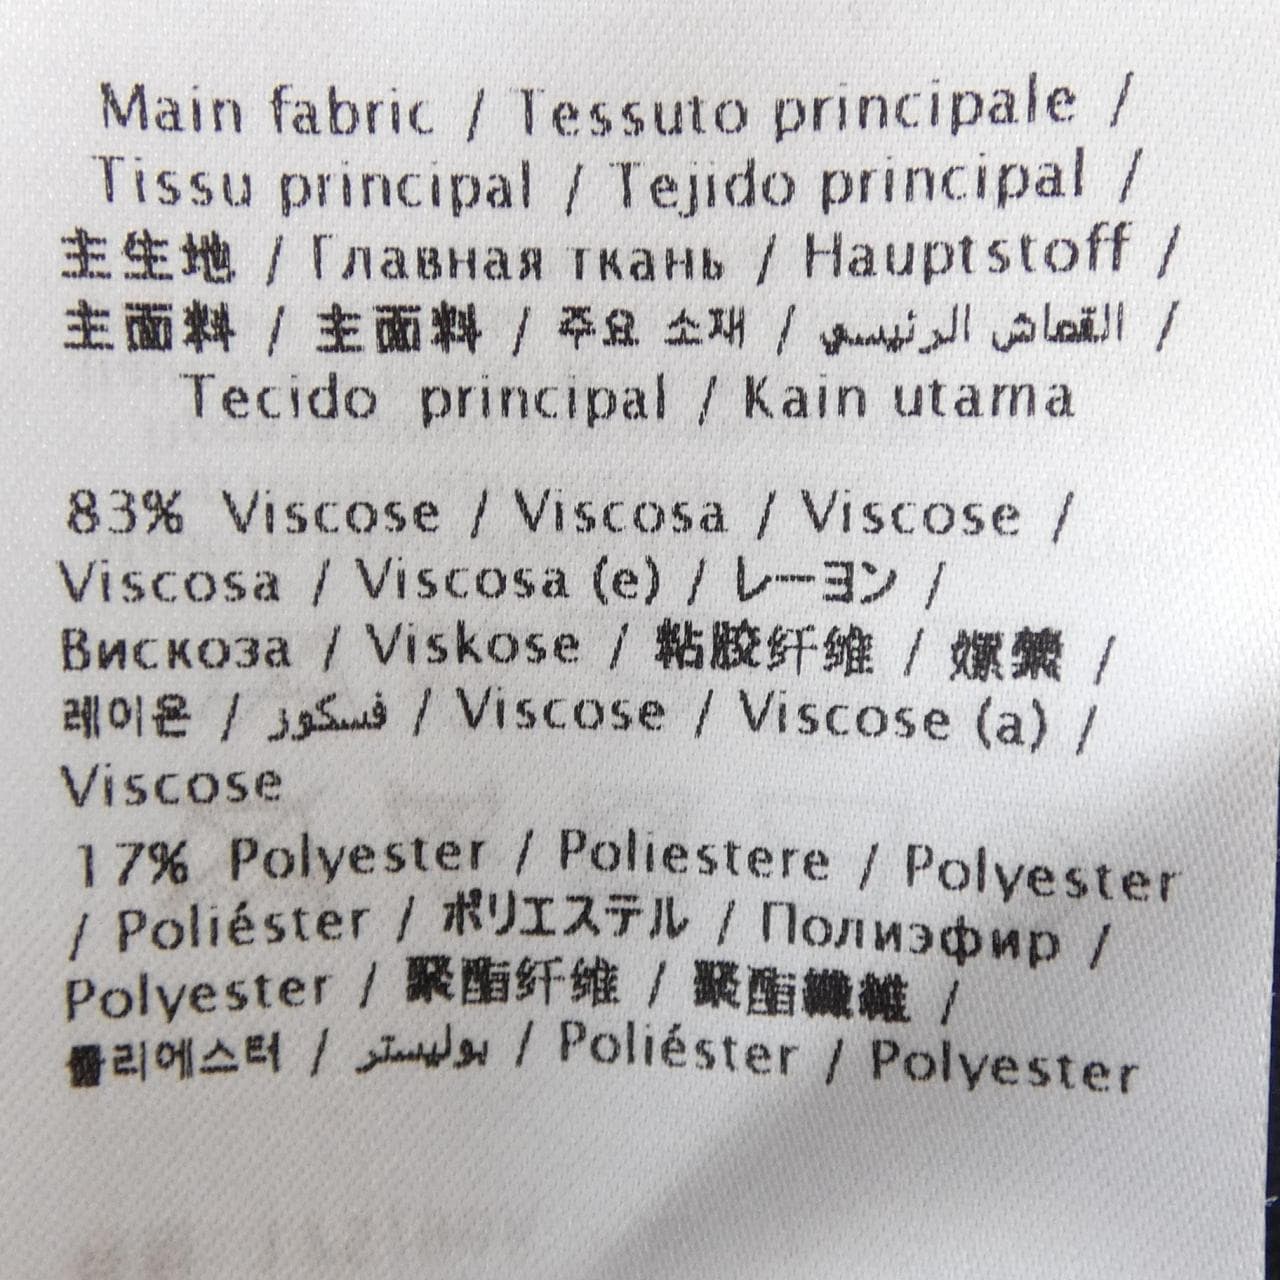 Main fabric / Tessuto principale /
Tissu principal / Tejido principal /
主生地 / Главная ткань / Hauptstoff /
主面料 / 主面料 / 주요 소재 / القماش الرئيسي /
Tecido principal / Kain utama
83% Viscose / Viscosa / Viscose /
Viscosa / Viscosa (e) / レーヨン /
Вискоза / Viskose / 粘胶纤维 / 嫘縈 /
레이온 / فسكوز / Viscose / Viscose (a) /
Viscose
17% Polyester / Poliestere / Polyester
/ Poliéster / ポリエステル / Полиэфир /
Polyester / 聚酯纤维 / 聚酯纖維 /
폴리에스터 / بوليستر / Poliéster / Polyester